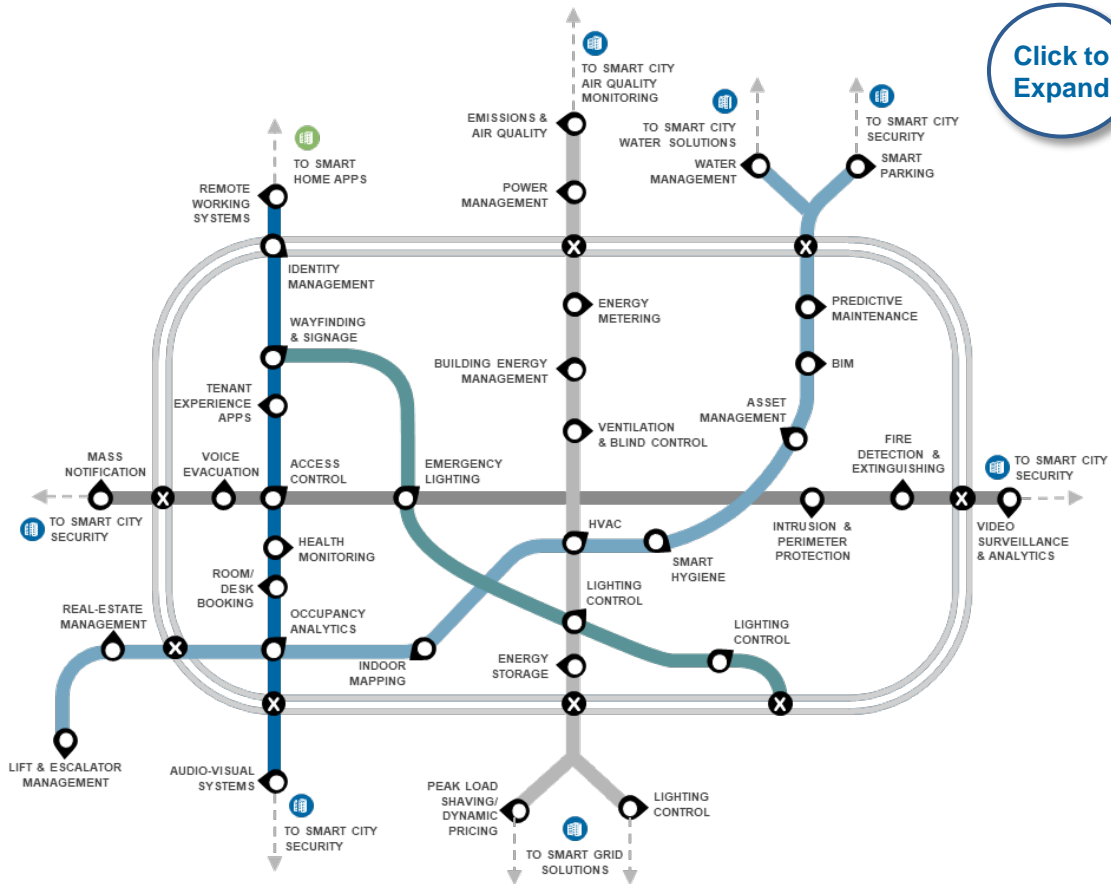 Click to
Expand
TO SMART CITY
AIR QUALITY
MONITORING
EMISSIONS &
AIR QUALITY
TO SMART CITY
WATER SOLUTIONS
TO SMART CITY
SECURITY
TO SMART
HOME APPS
WATER
MANAGEMENT
SMART
PARKING
REMOTE
WORKING
SYSTEMS
POWER
MANAGEMENT
X
X
IDENTITY
MANAGEMENT
ENERGY
METERING
PREDICTIVE
MAINTENANCE
WAYFINDING
& SIGNAGE
BUILDING ENERGY
MANAGEMENT
BIM
TENANT
EXPERIENCE
APPS
ASSET
MANAGEMENT
VENTILATION
& BLIND CONTROL
MASS
NOTIFICATION
VOICE
EVACUATION
ACCESS
CONTROL
EMERGENCY
LIGHTING
FIRE
DETECTION &
EXTINGUISHING
TO SMART CITY
SECURITY
X
X
TO SMART CITY
SECURITY
HVAC
INTRUSION &
PERIMETER
PROTECTION
VIDEO
SURVEILLANCE
& ANALYTICS
HEALTH
MONITORING
SMART
HYGIENE
ROOM/
DESK
BOOKING
LIGHTING
CONTROL
REAL-ESTATE
MANAGEMENT
OCCUPANCY
ANALYTICS
LIGHTING
CONTROL
X
INDOOR
MAPPING
ENERGY
STORAGE
X
X
X
LIFT & ESCALATOR
MANAGEMENT
AUDIO-VISUAL
SYSTEMS
PEAK LOAD
SHAVING/
DYNAMIC
PRICING
LIGHTING
CONTROL
TO SMART CITY
SECURITY
TO SMART GRID
SOLUTIONS